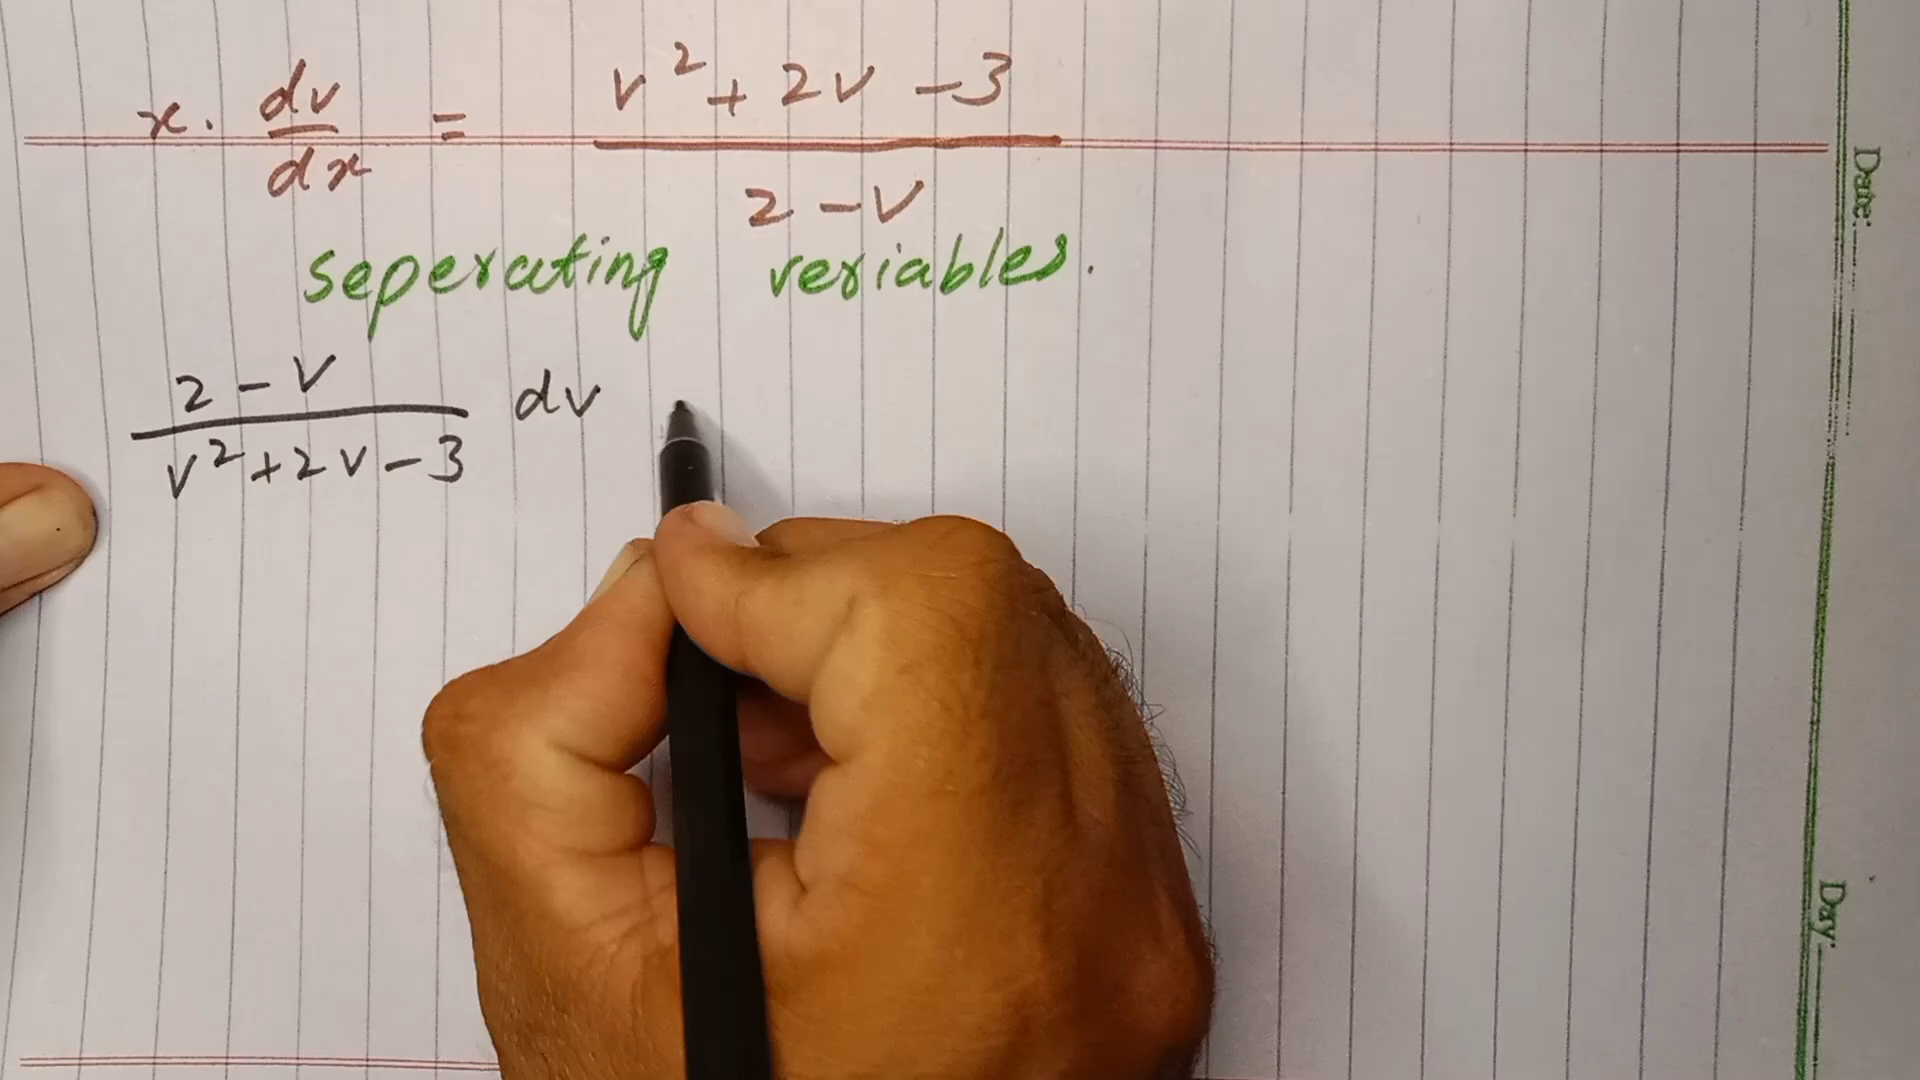 x. dv/dx = v² + 2v - 3 / 2 - v
seperating veriables.
2 - v / v² + 2v - 3 dv
Date:
Day: